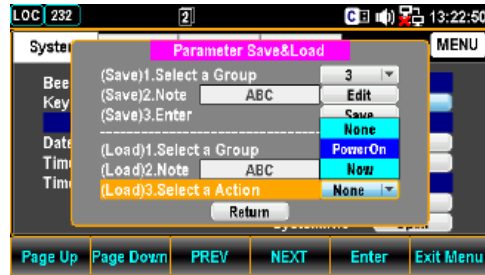 LOC 232 2 C 13:22:50
Syste MENU
Parameter Save&Load
Bee
Key
Date
Tim
Tim
(Save)1.Select a Group 3
(Save)2.Note ABC Edit
(Save)3.Enter Save
None
PowerOn
Now
(Load)1.Select a Group
(Load)2.Note ABC
(Load)3.Select a Action None
Return
Page Up Page Down PREV NEXT Enter Exit Menu